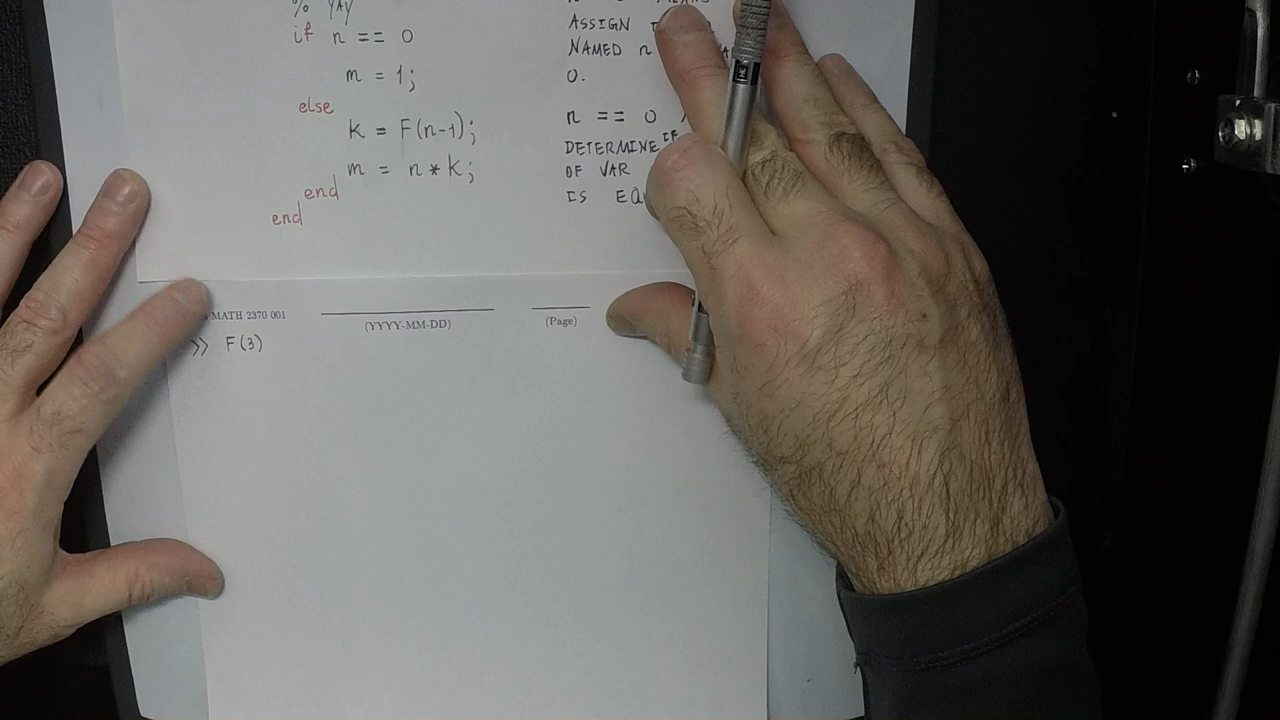 % YAY
if n == 0
m = 1;
else
k = F(n-1);
m = n * k;
end
end
ASSIGN
NAMED n
0.
n == 0
DETERMINE IF
OF VAR
IS
MATH 2370 001
(YYYY-MM-DD)
(Page)
>> F(3)